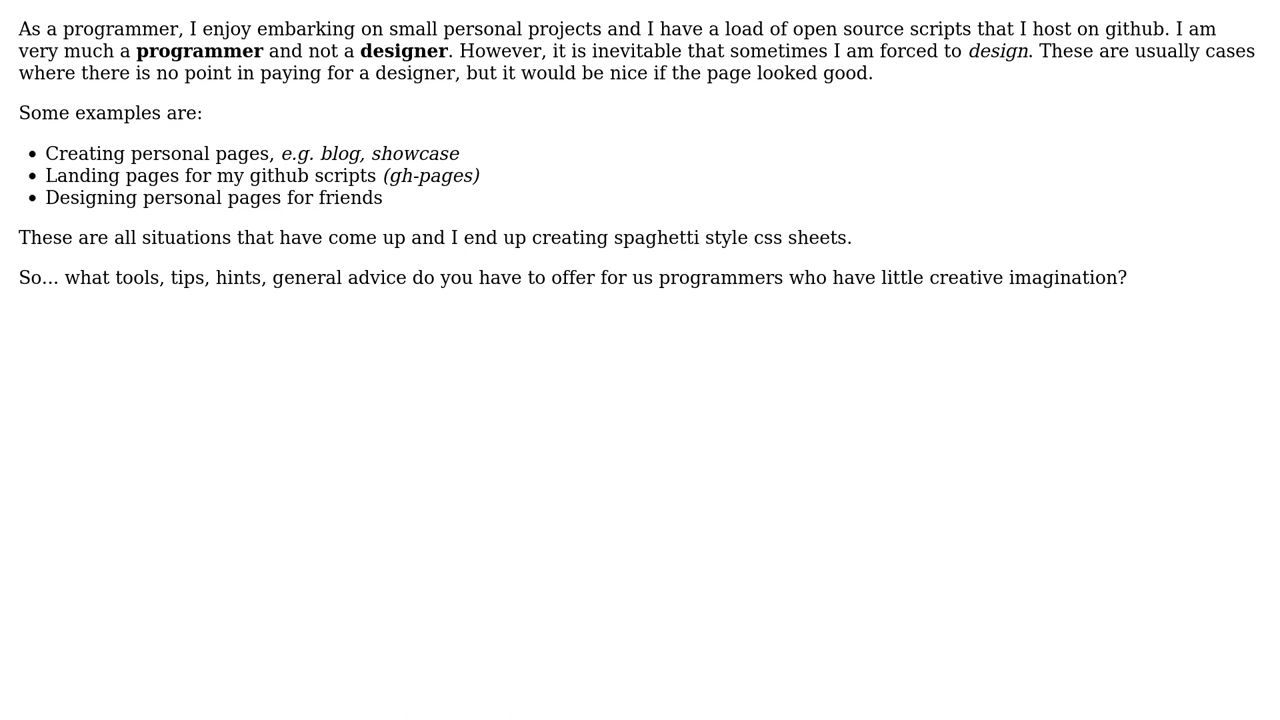 As a programmer, I enjoy embarking on small personal projects and I have a load of open source scripts that I host on github. I am
very much a programmer and not a designer. However, it is inevitable that sometimes I am forced to design. These are usually cases
where there is no point in paying for a designer, but it would be nice if the page looked good.
Some examples are:
• Creating personal pages, e.g. blog, showcase
• Landing pages for my github scripts (gh-pages)
• Designing personal pages for friends
These are all situations that have come up and I end up creating spaghetti style css sheets.
So... what tools, tips, hints, general advice do you have to offer for us programmers who have little creative imagination?